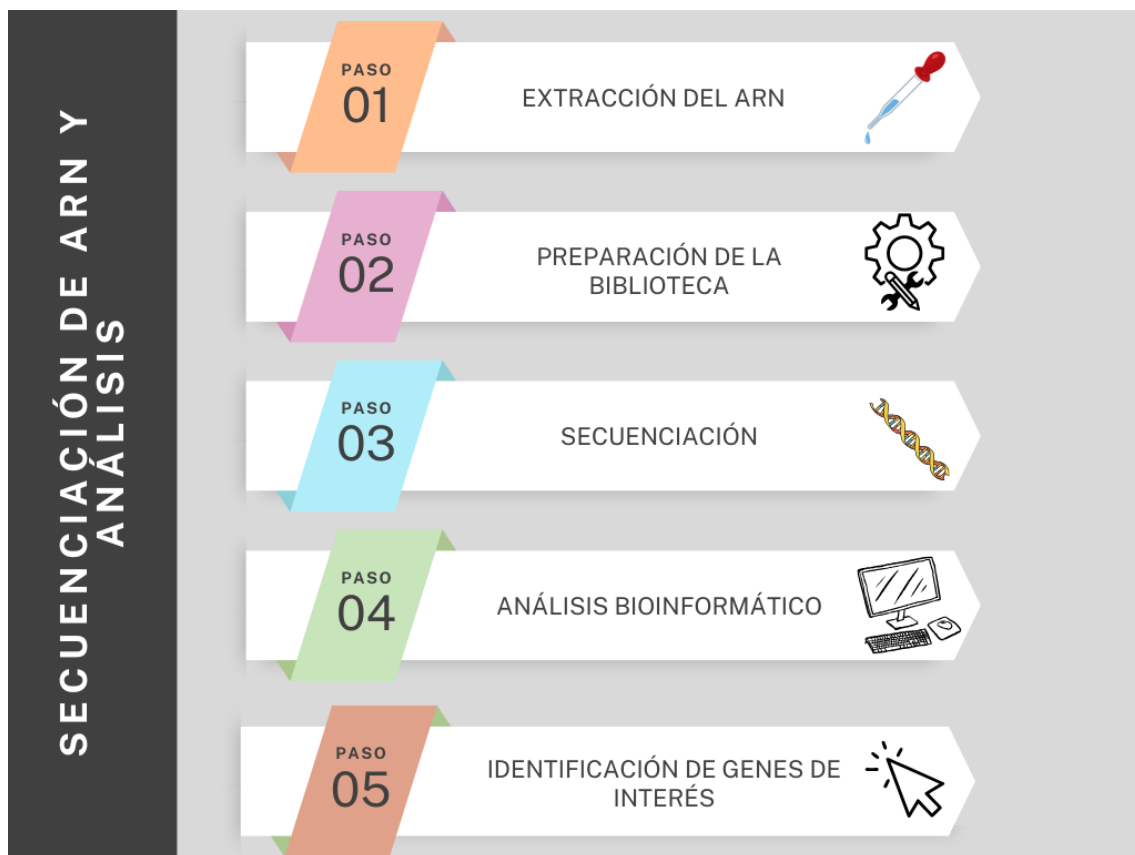 SECUENCIACIÓN DE ARN Y
ANÁLISIS
PASO
01
EXTRACCIÓN DEL ARN
PASO
02
PREPARACIÓN DE LA
BIBLIOTECA
PASO
03
SECUENCIACIÓN
PASO
04
ANÁLISIS BIOINFORMÁTICO
PASO
05
IDENTIFICACIÓN DE GENES DE
INTERÉS